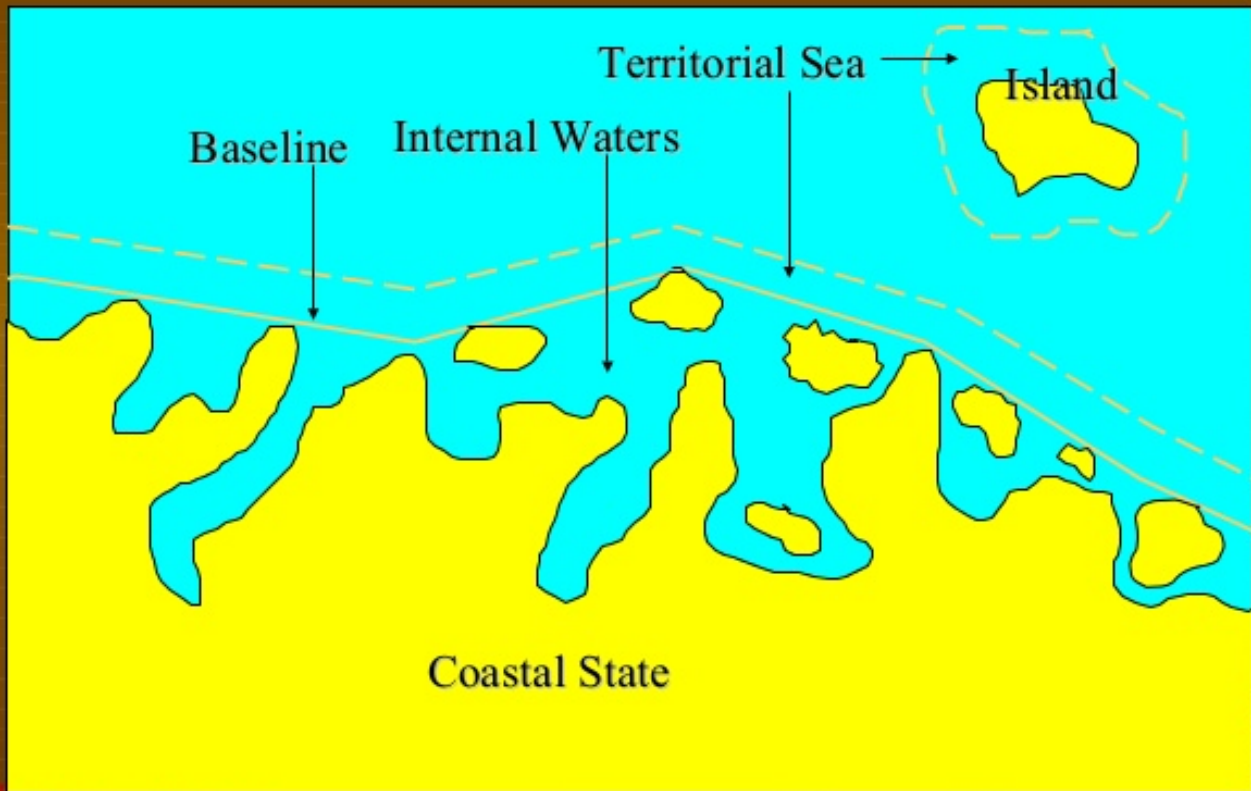 Territorial Sea
Island
Internal Waters
Baseline
Coastal State